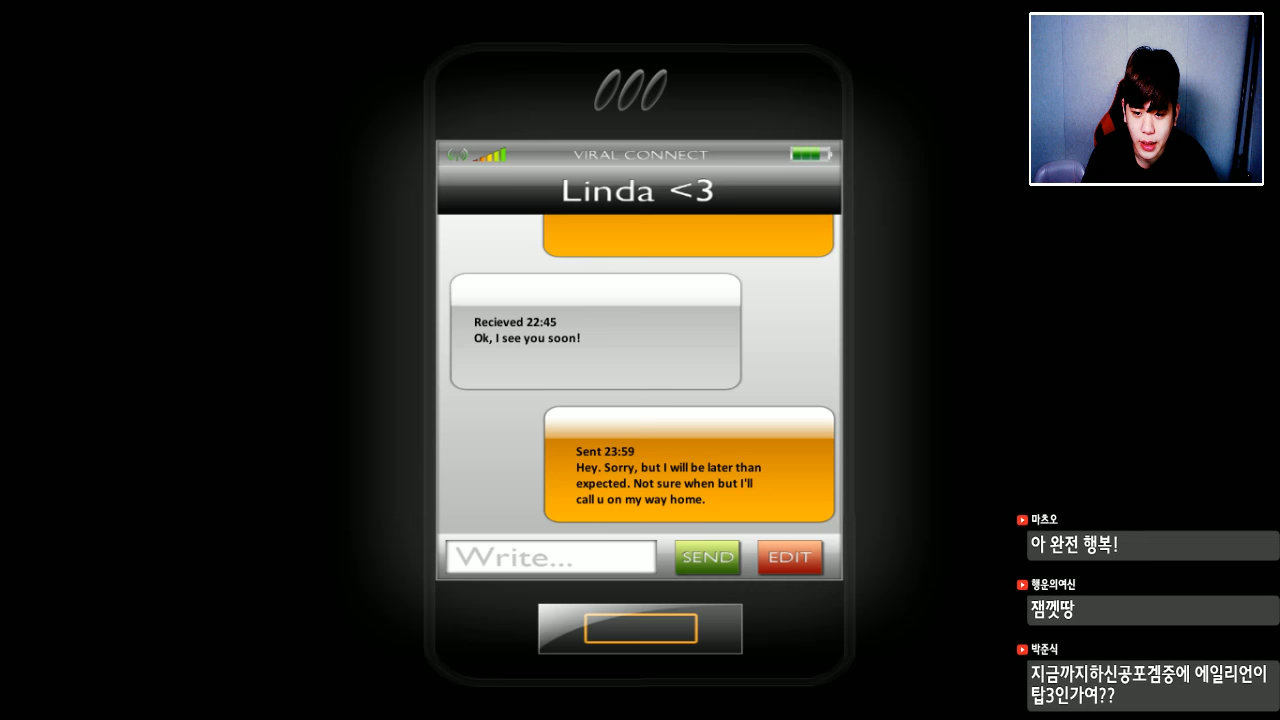 VIRAL CONNECT
Linda <3
Recieved 22:45
Ok, I see you soon!
Sent 23:59
Hey. Sorry, but I will be later than
expected. Not sure when but I'll
call u on my way home.
Write...
SEND
EDIT
마츠오
아 완전 행복!
행운의여신
잼껫땅
박준식
지금까지하신공포겜중에 에일리언이
탑3인가여??